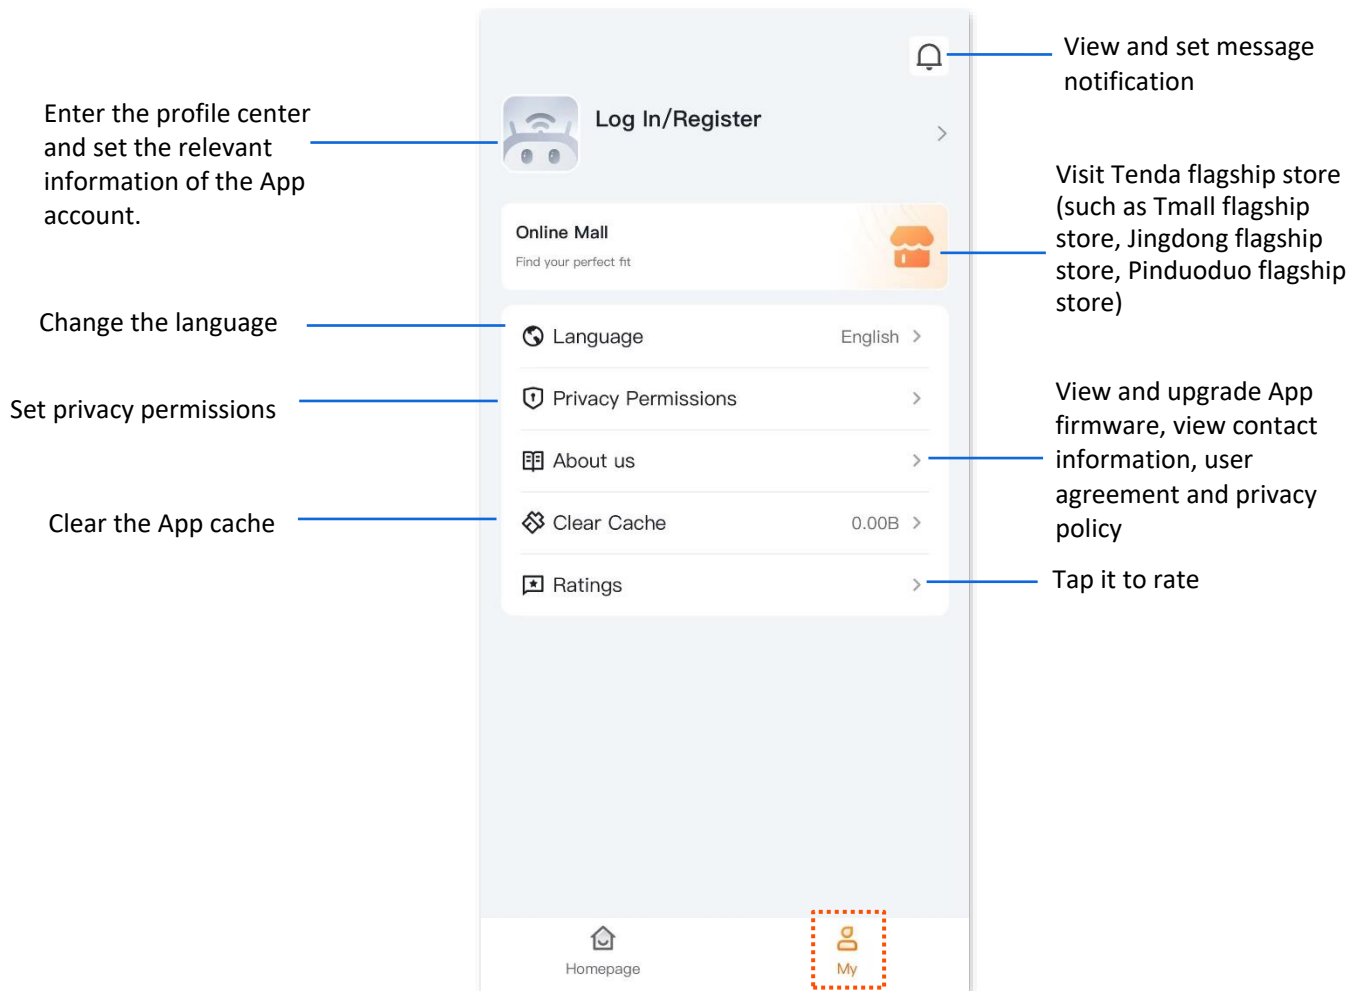 View and set message
notification
Enter the profile center
and set the relevant
information of the App
account.
Log In/Register
Visit Tenda flagship store
(such as Tmall flagship
store, Jingdong flagship
store, Pinduoduo flagship
store)
Online Mall
Find your perfect fit
Change the language
Language English
Set privacy permissions
Privacy Permissions
View and upgrade App
firmware, view contact
information, user
agreement and privacy
policy
About us
Clear the App cache
Clear Cache 0.00B
Ratings
Tap it to rate
Homepage
My